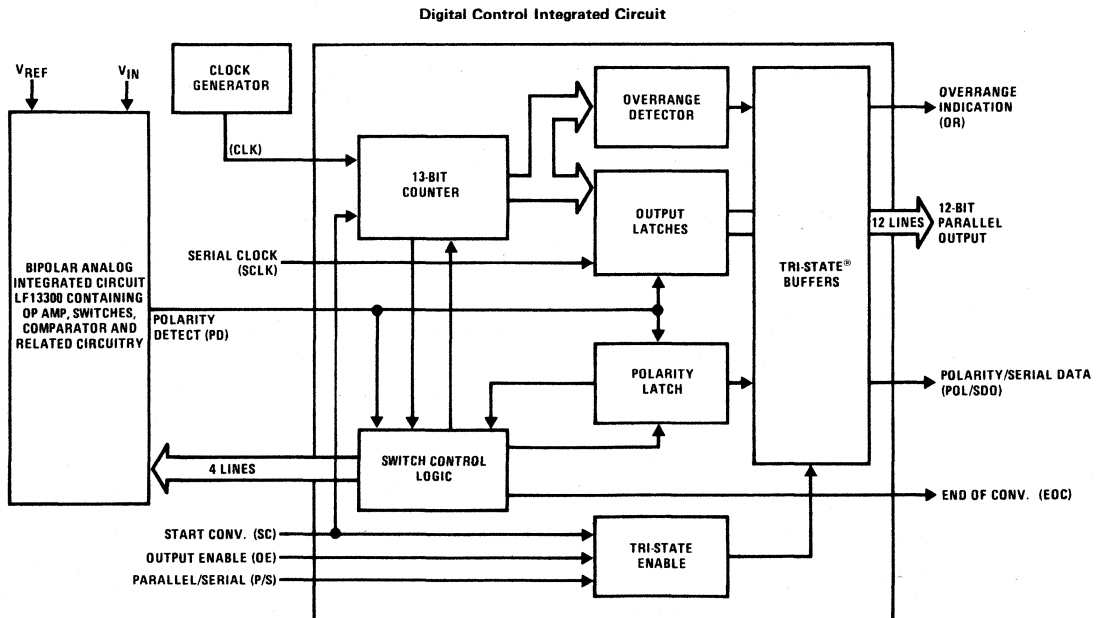 Digital Control Integrated Circuit
VREF
VIN
CLOCK
GENERATOR
(CLK)
BIPOLAR ANALOG
INTEGRATED CIRCUIT
LF13300 CONTAINING
OP AMP, SWITCHES,
COMPARATOR AND
RELATED CIRCUITRY
13-BIT
COUNTER
OVERRANGE
DETECTOR
OUTPUT
LATCHES
TRI-STATE®
BUFFERS
OVERRANGE
INDICATION
(OR)
12 LINES
12-BIT
PARALLEL
OUTPUT
SERIAL CLOCK
(SCLK)
POLARITY
DETECT (PD)
POLARITY
LATCH
POLARITY/SERIAL DATA
(POL/SDO)
4 LINES
SWITCH CONTROL
LOGIC
END OF CONV. (EOC)
START CONV. (SC)
OUTPUT ENABLE (OE)
PARALLEL/SERIAL (P/S)
TRI-STATE
ENABLE